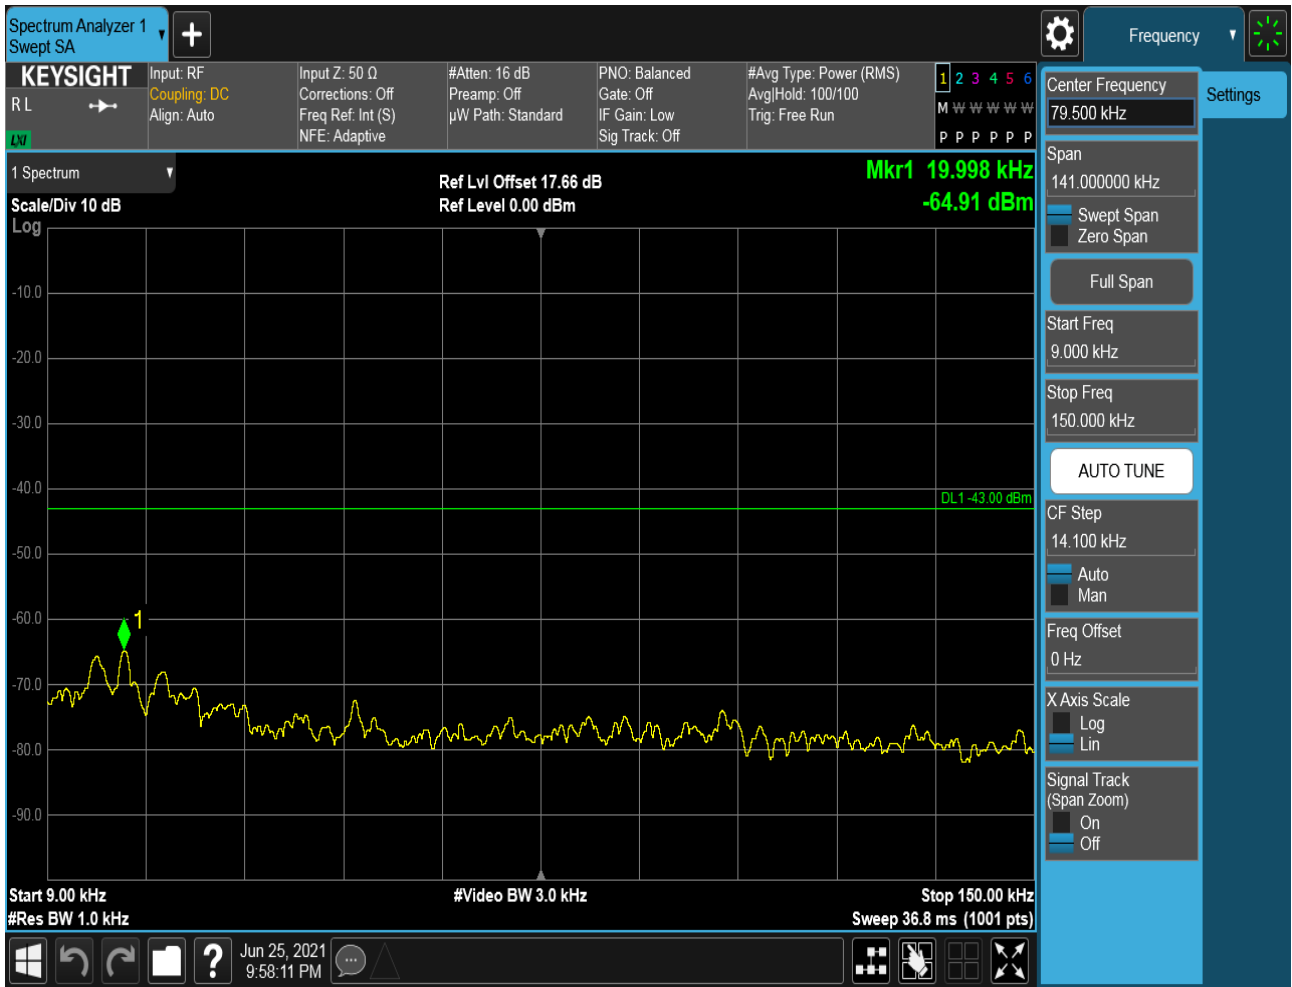 Spectrum Analyzer 1
Swept SA
Frequency
KEYSIGHT
R L
LXI
Input: RF
Coupling: DC
Align: Auto
Input Z: 50 Ω
Corrections: Off
Freq Ref: Int (S)
NFE: Adaptive
#Atten: 16 dB
Preamp: Off
µW Path: Standard
PNO: Balanced
Gate: Off
IF Gain: Low
Sig Track: Off
#Avg Type: Power (RMS)
Avg|Hold: 100/100
Trig: Free Run
1 2 3 4 5 6
M W W W W W
P P P P P P
1 Spectrum
Scale/Div 10 dB
Log
Ref Lvl Offset 17.66 dB
Ref Level 0.00 dBm
Mkr1 19.998 kHz
-64.91 dBm
-10.0
-20.0
-30.0
-40.0
DL1 -43.00 dBm
-50.0
-60.0
1
-70.0
-80.0
-90.0
Start 9.00 kHz
#Video BW 3.0 kHz
Stop 150.00 kHz
#Res BW 1.0 kHz
Sweep 36.8 ms (1001 pts)
?
Jun 25, 2021
9:58:11 PM
Center Frequency
79.500 kHz
Settings
Span
141.000000 kHz
Swept Span
Zero Span
Full Span
Start Freq
9.000 kHz
Stop Freq
150.000 kHz
AUTO TUNE
CF Step
14.100 kHz
Auto
Man
Freq Offset
0 Hz
X Axis Scale
Log
Lin
Signal Track
(Span Zoom)
On
Off